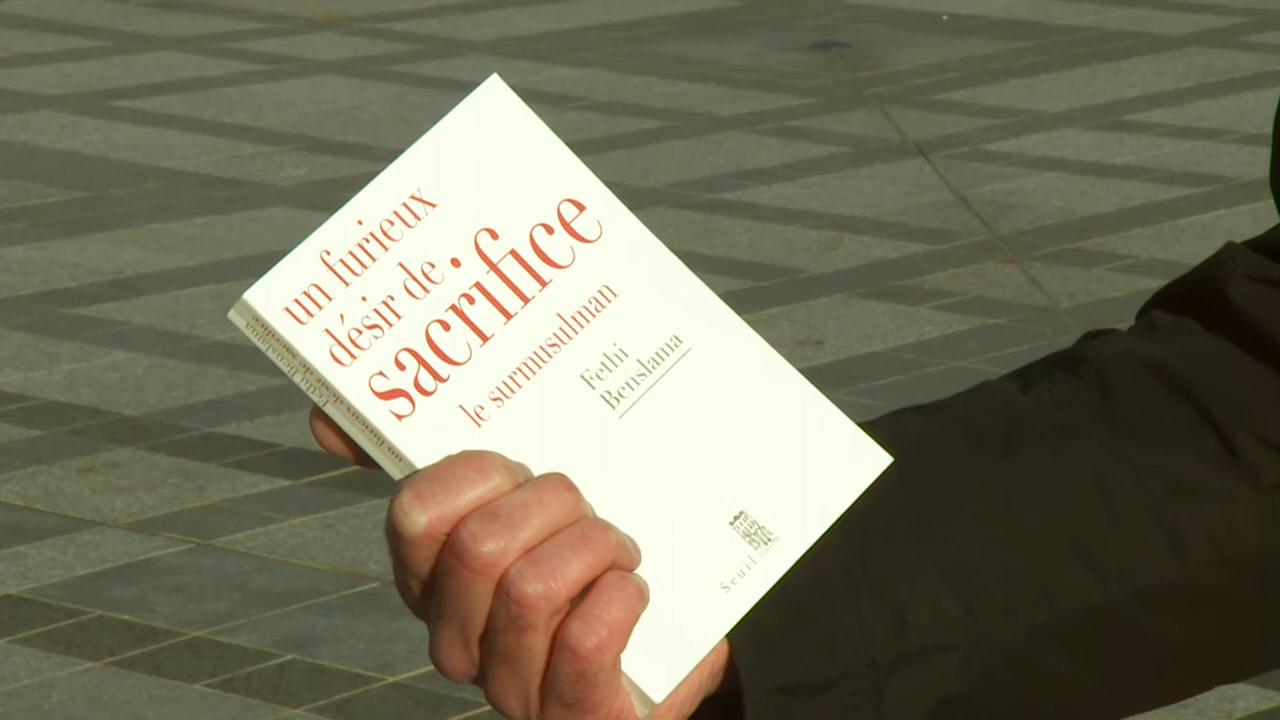 un furieux
désir de
sacrifice
le surmusulman
Fethi
Benslama
Seuil